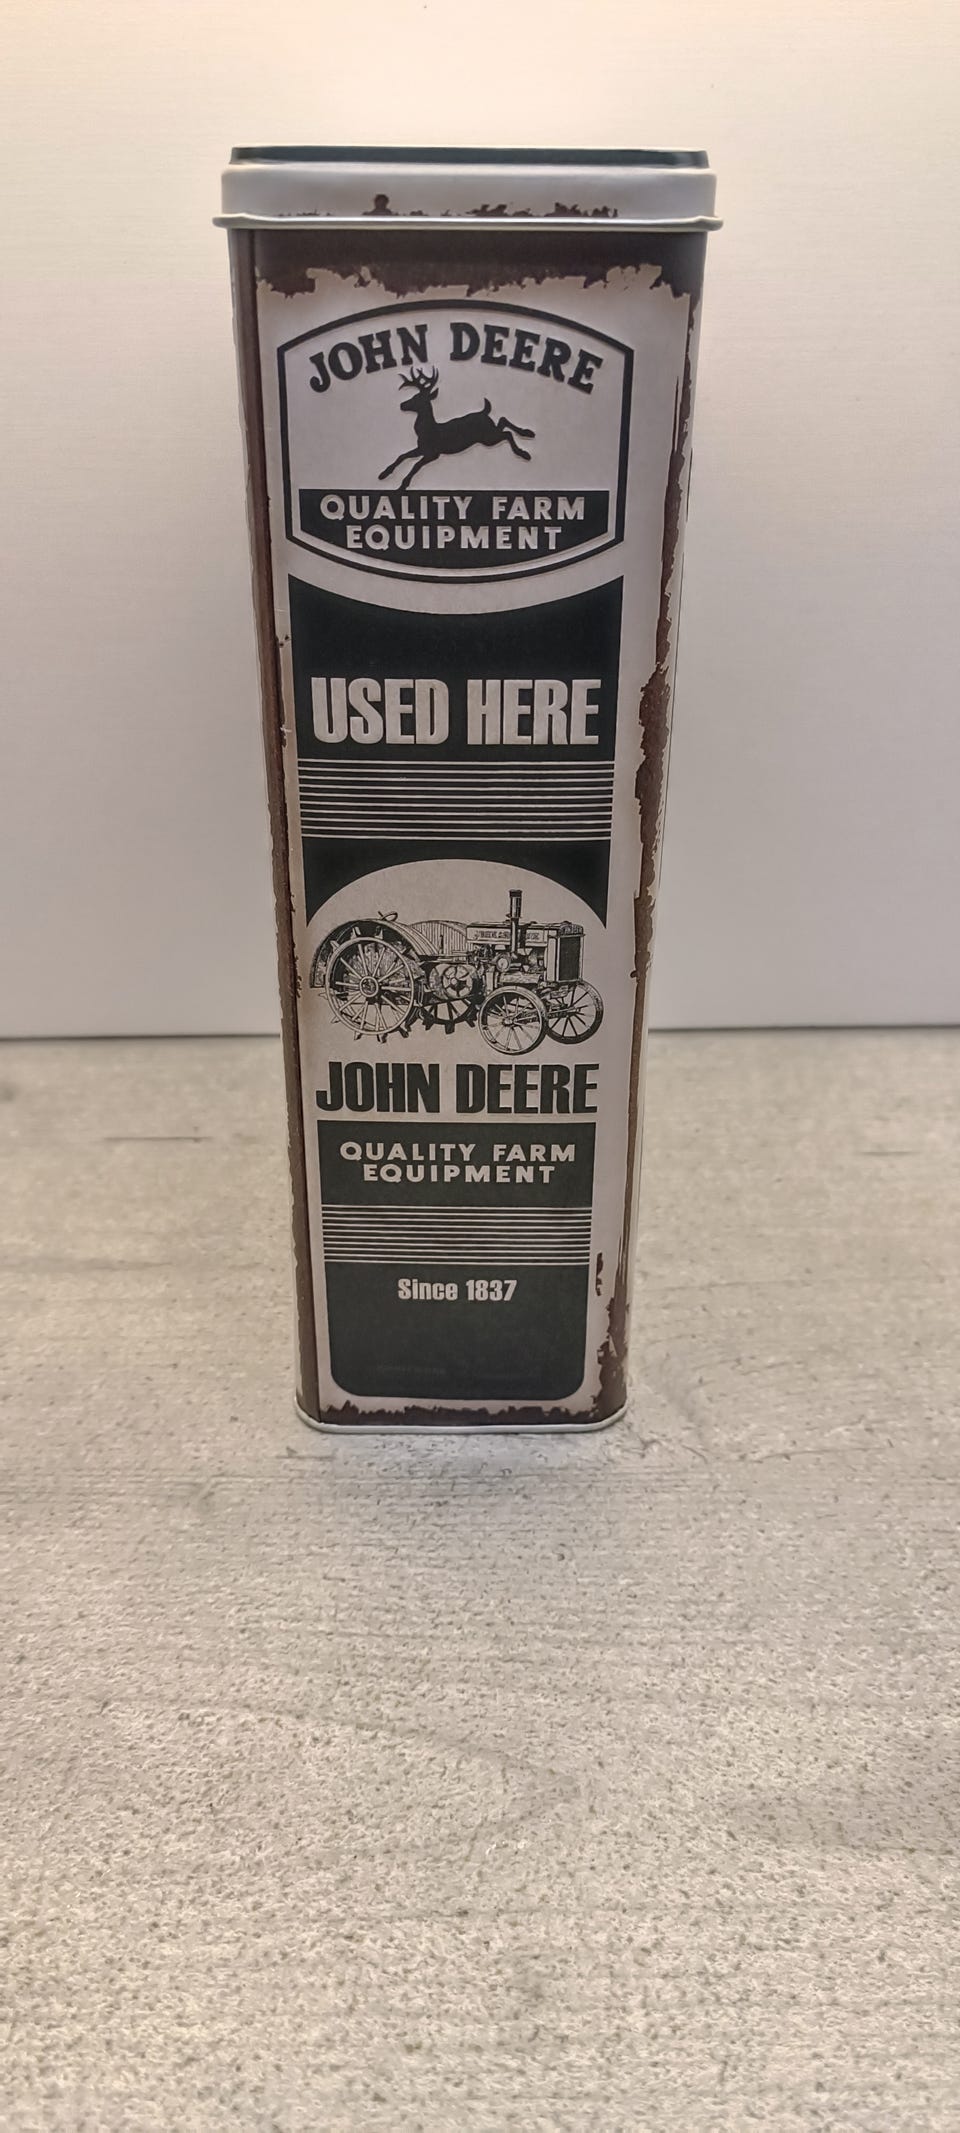 JOHN DEERE
QUALITY FARM
EQUIPMENT
USED HERE
JOHN DEERE
QUALITY FARM
EQUIPMENT
Since 1837